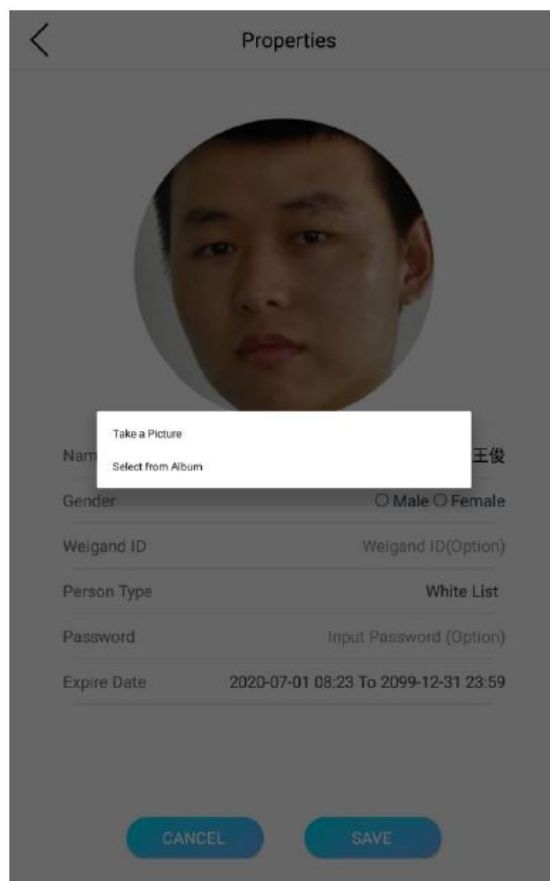 Properties
Take a Picture
Nam 王俊
Select from Album
Gender Male Female
Weigand ID Weigand ID(Option)
Person Type White List
Password Input Password (Option)
Expire Date 2020-07-01 08:23 To 2099-12-31 23:59
CANCEL SAVE